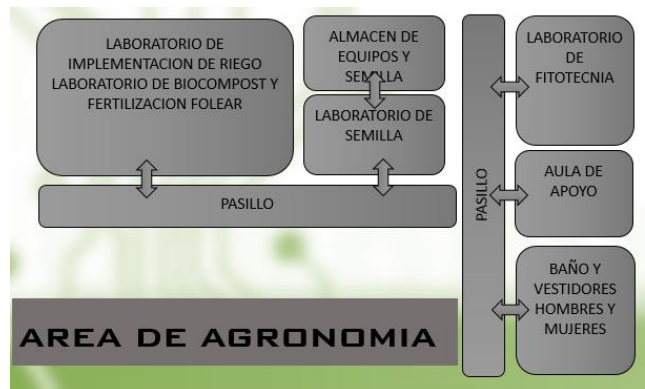 LABORATORIO DE
IMPLEMENTACION DE RIEGO
LABORATORIO DE BIOCOMPOST Y
FERTILIZACION FOLEAR
ALMACEN DE
EQUIPOS Y
SEMILLA
LABORATORIO DE
SEMILLA
PASILLO
PASILLO
LABORATORIO
DE
FITOTECNIA
AULA DE
APOYO
BAÑO Y
VESTIDORES
HOMBRES Y
MUJERES
AREA DE AGRONOMIA